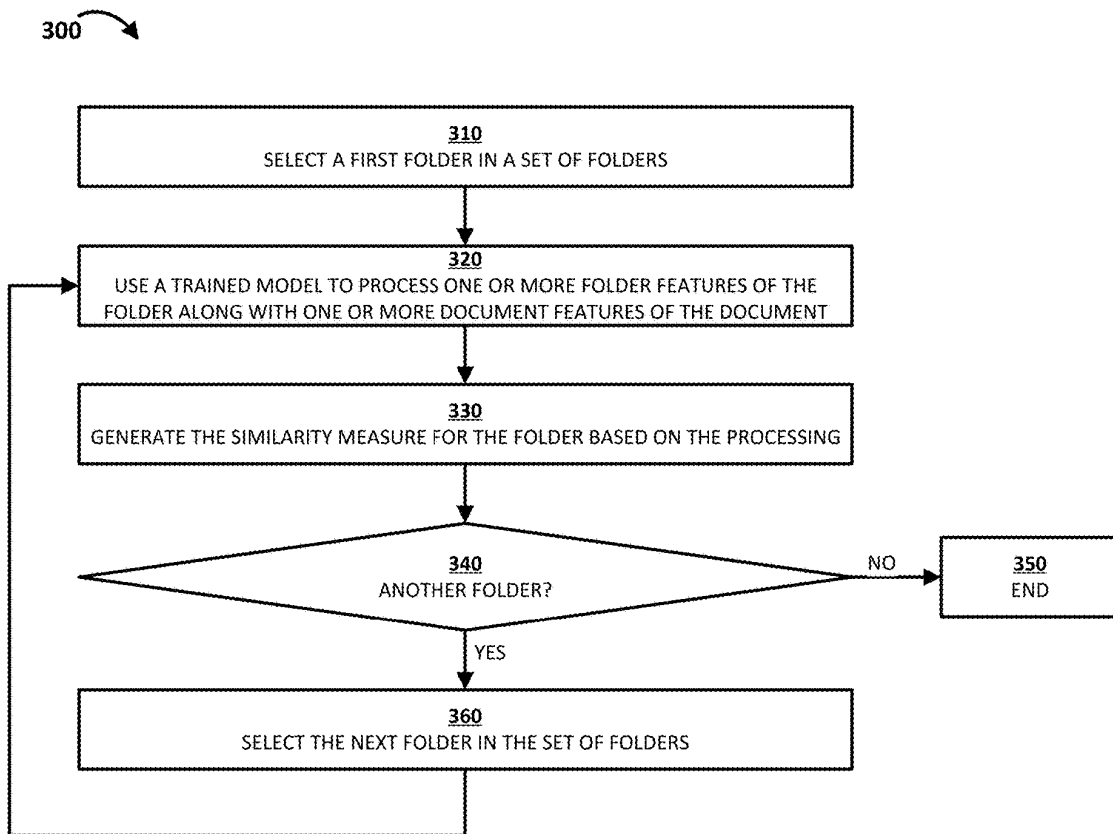 300
310
SELECT A FIRST FOLDER IN A SET OF FOLDERS
320
USE A TRAINED MODEL TO PROCESS ONE OR MORE FOLDER FEATURES OF THE
FOLDER ALONG WITH ONE OR MORE DOCUMENT FEATURES OF THE DOCUMENT
330
GENERATE THE SIMILARITY MEASURE FOR THE FOLDER BASED ON THE PROCESSING
340
ANOTHER FOLDER?
NO
350
END
YES
360
SELECT THE NEXT FOLDER IN THE SET OF FOLDERS